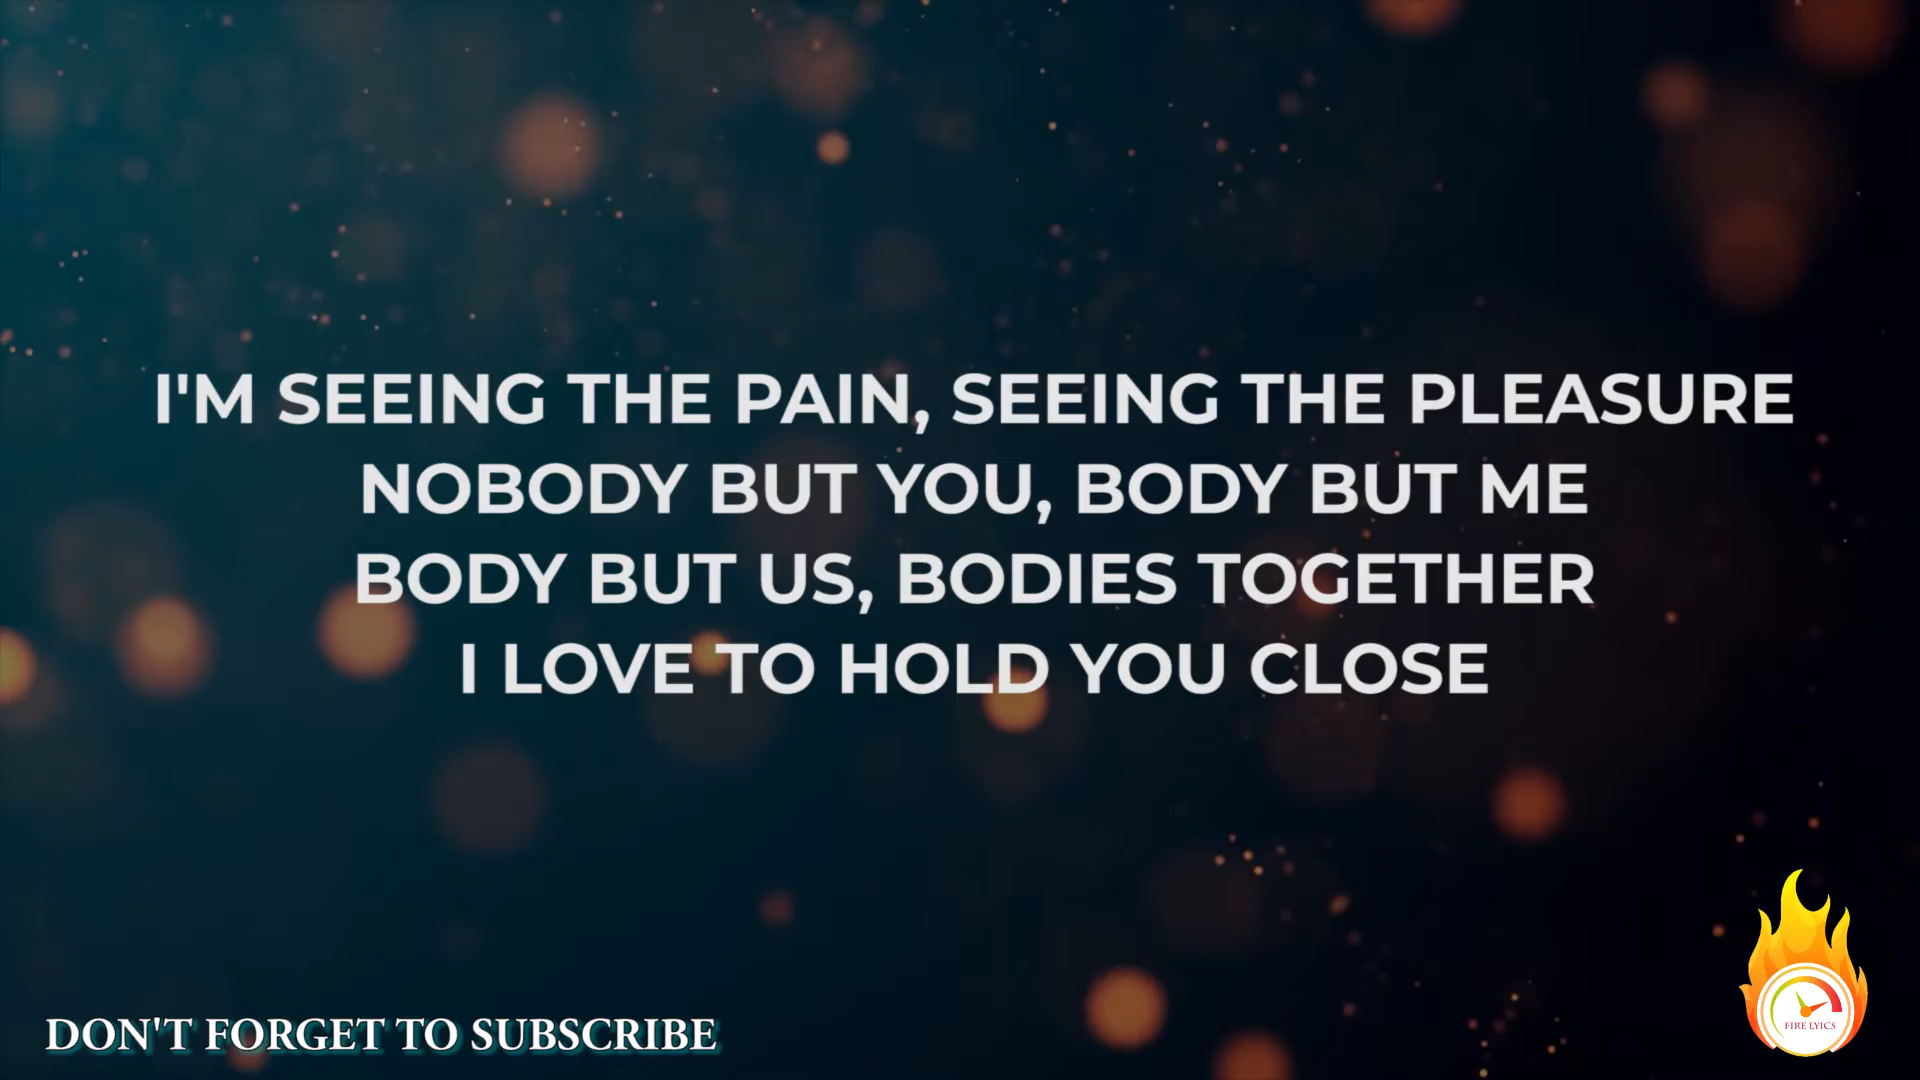 I'M SEEING THE PAIN, SEEING THE PLEASURE
NOBODY BUT YOU, BODY BUT ME
BODY BUT US, BODIES TOGETHER
I LOVE TO HOLD YOU CLOSE
DON'T FORGET TO SUBSCRIBE
FIRE LYICS